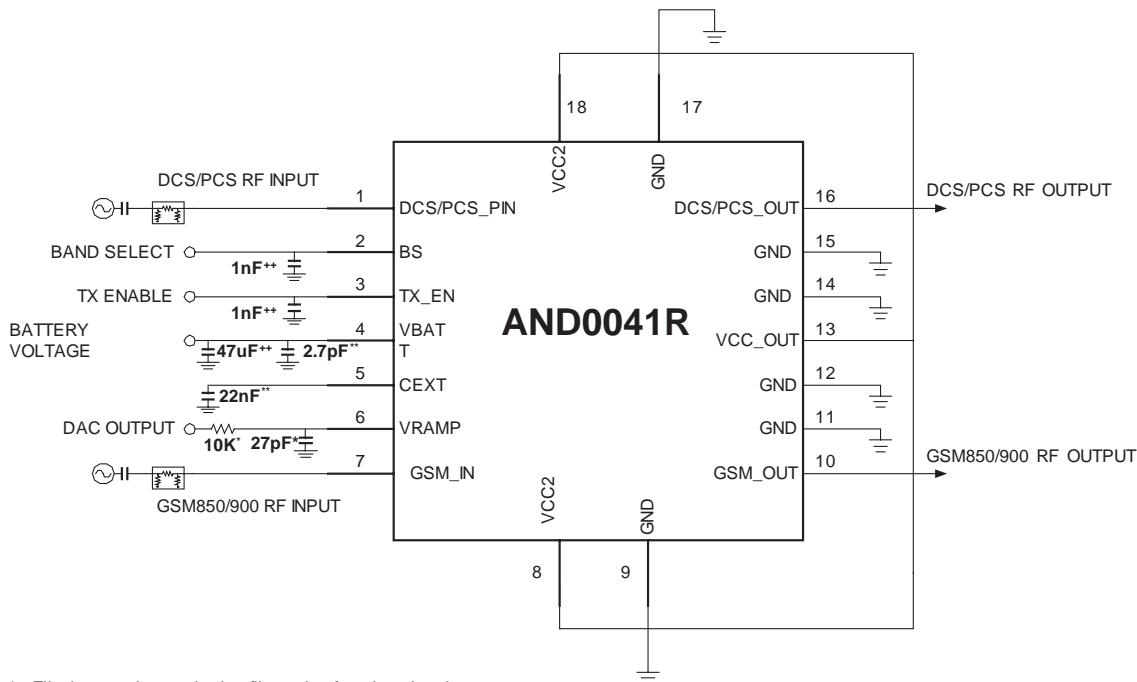 18
17
VCC2
GND
DCS/PCS RF INPUT
1
DCS/PCS_PIN
DCS/PCS_OUT
16
DCS/PCS RF OUTPUT
BAND SELECT
2
BS
GND
15
1nF++
TX ENABLE
3
TX_EN
GND
14
1nF++
AND0041R
BATTERY
VOLTAGE
4
VBAT
T
VCC_OUT
13
47uF++
2.7pF**
5
CEXT
GND
12
22nF**
DAC OUTPUT
6
VRAMP
GND
11
10K*
27pF*
7
GSM_IN
GSM_OUT
10
GSM850/900 RF OUTPUT
GSM850/900 RF INPUT
VCC2
GND
8
9